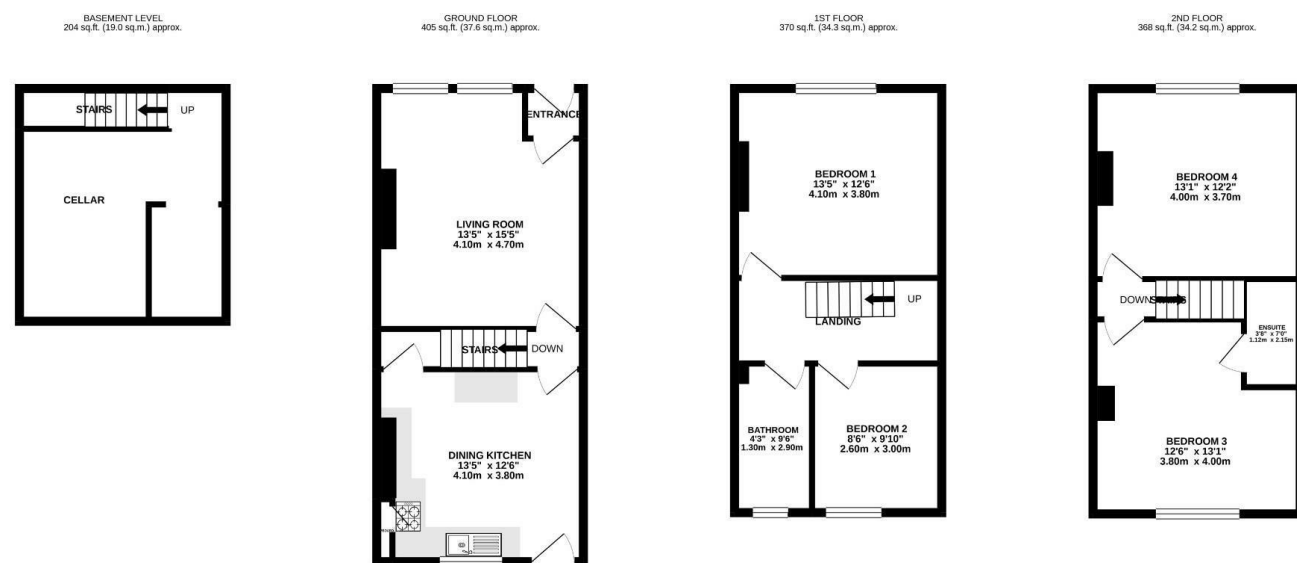 BASEMENT LEVEL
204 sq.ft. (19.0 sq.m.) approx.
STAIRS
UP
CELLAR
GROUND FLOOR
405 sq.ft. (37.6 sq.m.) approx.
ENTRANCE
LIVING ROOM
13'5" x 15'5"
4.10m x 4.70m
STAIRS
DOWN
DINING KITCHEN
13'5" x 12'6"
4.10m x 3.80m
1ST FLOOR
370 sq.ft. (34.3 sq.m.) approx.
BEDROOM 1
13'5" x 12'6"
4.10m x 3.80m
UP
LANDING
BATHROOM
4'3" x 9'6"
1.30m x 2.90m
BEDROOM 2
8'6" x 9'10"
2.60m x 3.00m
2ND FLOOR
368 sq.ft. (34.2 sq.m.) approx.
BEDROOM 4
13'1" x 12'2"
4.00m x 3.70m
DOWN
STAIRS
ENSUITE
3'8" x 7'0"
1.12m x 2.15m
BEDROOM 3
12'6" x 13'1"
3.80m x 4.00m